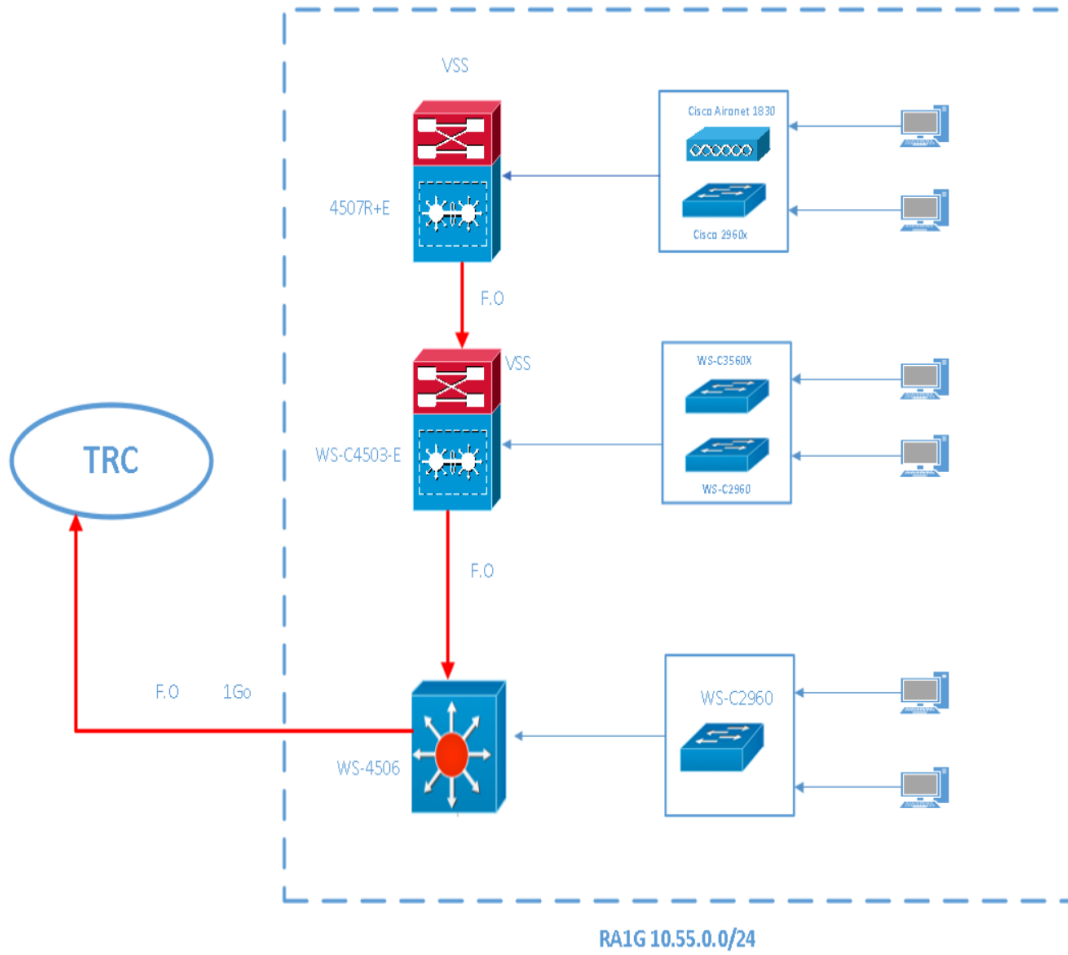 VSS
Cisco Aironet 1830
4507R+E
Cisco 2960x
F.O
VSS
WS-C3560X
WS-C4503-E
WS-C2960
TRC
F.O
F.O 1Go
WS-C2960
WS-4506
RA1G 10.55.0.0/24